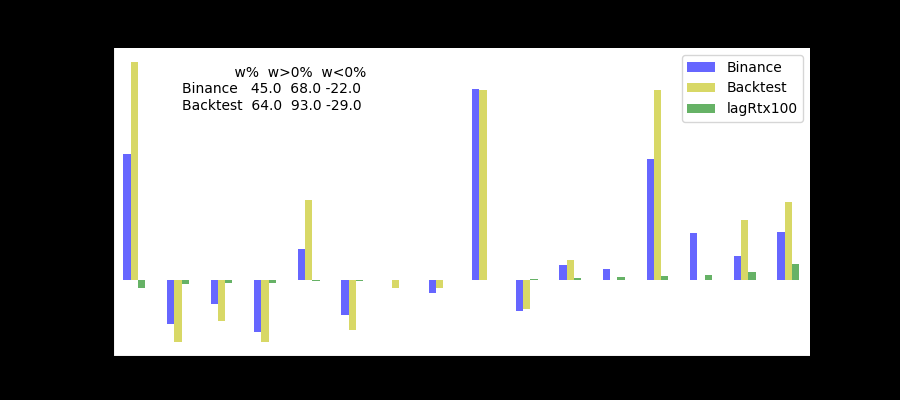 w% w>0% w<0%
Binance 45.0 68.0 -22.0
Backtest 64.0 93.0 -29.0
Binance
Backtest
lagRtx100